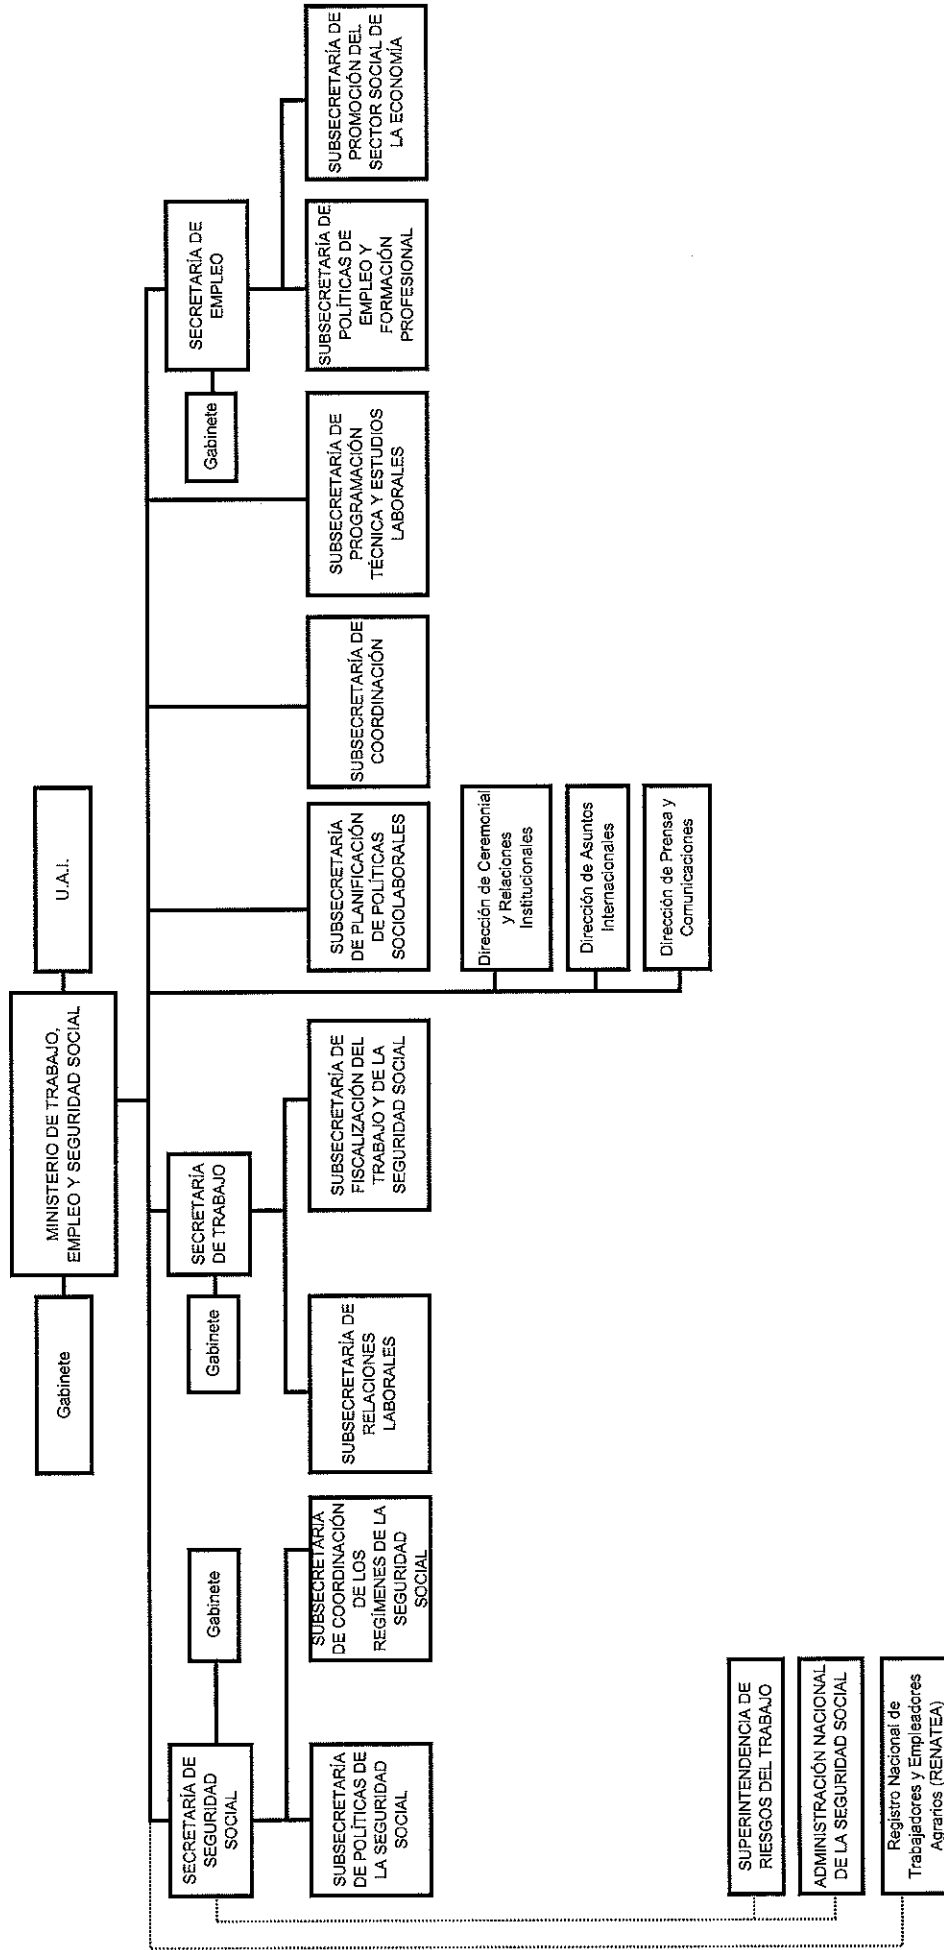 Gabinete
MINISTERIO DE TRABAJO,
EMPLEO Y SEGURIDAD SOCIAL
U.A.I.
SECRETARÍA DE
SEGURIDAD
SOCIAL
Gabinete
Gabinete
SECRETARÍA
DE TRABAJO
Gabinete
SECRETARÍA DE
EMPLEO
SUBSECRETARÍA
DE POLÍTICAS DE
LA SEGURIDAD
SOCIAL
SUBSECRETARÍA
DE COORDINACIÓN
DE LOS
REGÍMENES DE LA
SEGURIDAD
SOCIAL
SUBSECRETARÍA DE
RELACIONES
LABORALES
SUBSECRETARÍA DE
FISCALIZACIÓN DEL
TRABAJO Y DE LA
SEGURIDAD SOCIAL
SUBSECRETARÍA
DE PLANIFICACIÓN
DE POLÍTICAS
SOCIOLABORALES
SUBSECRETARÍA DE
COORDINACIÓN
SUBSECRETARÍA DE
PROGRAMACIÓN
TÉCNICA Y ESTUDIOS
LABORALES
SUBSECRETARÍA DE
POLÍTICAS DE
EMPLEO Y
FORMACIÓN
PROFESIONAL
SUBSECRETARÍA DE
PROMOCIÓN DEL
SECTOR SOCIAL DE
LA ECONOMÍA
Dirección de Ceremonial
y Relaciones
Institucionales
Dirección de Asuntos
Internacionales
Dirección de Prensa y
Comunicaciones
SUPERINTENDENCIA DE
RIESGOS DEL TRABAJO
ADMINISTRACIÓN NACIONAL
DE LA SEGURIDAD SOCIAL
Registro Nacional de
Trabajadores y Empleadores
Agrarios (RENATEA)